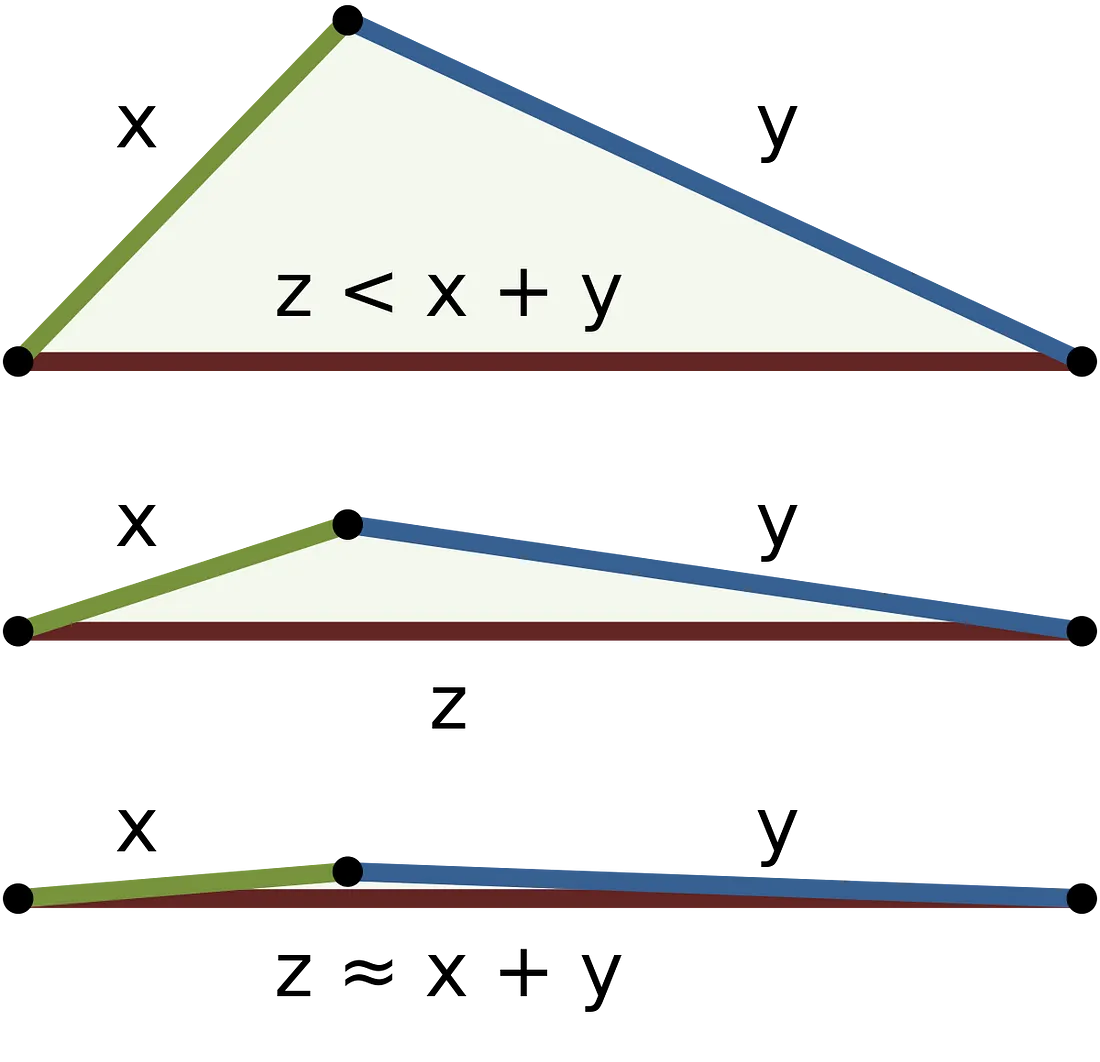 x y
z < x + y
x y
z
x y
z ≈ x + y